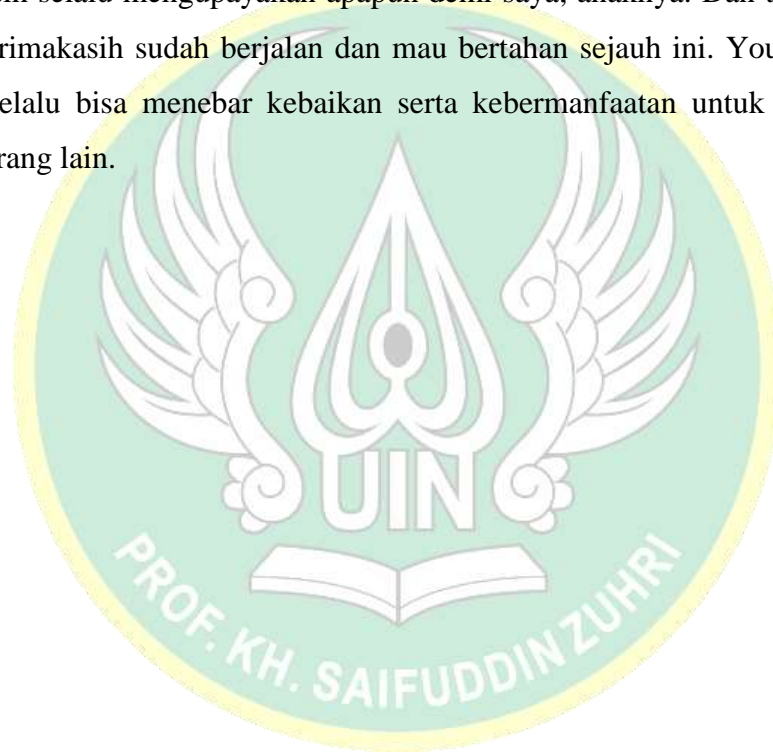 selalu mengupayakan apapun demi saya, anaknya. Dan
rimakasih sudah berjalan dan mau bertahan sejauh ini. You
elalu bisa menebar kebaikan serta kebermanfaatan untuk
rang lain.
UIN
PROF. KH. SAIFUDDIN ZUHRI